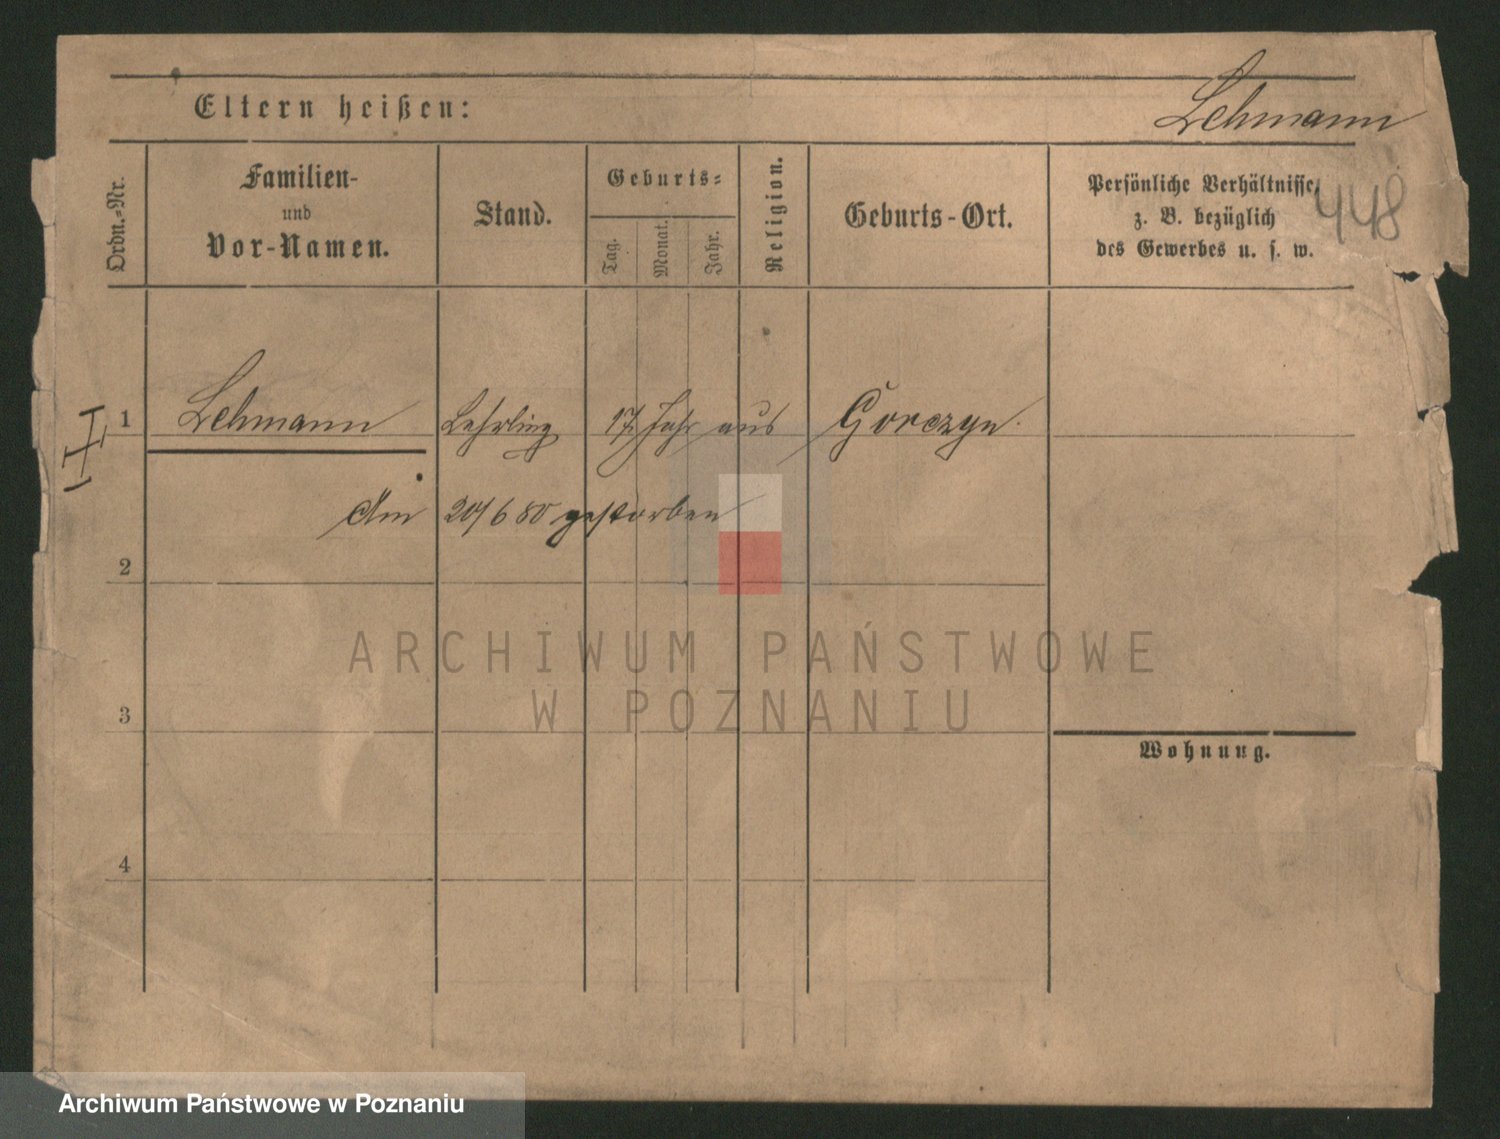 Eltern heißen:
Lehmann
448
Ordn.-Nr.
Familien-
und
Vor-Namen.
Stand.
Geburts-
Tag.
Monat.
Jahr.
Religion.
Geburts-Ort.
Persönliche Verhältnisse,
z. B. bezüglich
des Gewerbes u. s. w.
1 Lehmann Lehrling 17 Jahr aus Gorczyn.
Am 20/6 80 gestorben
2
3
4
Wohnung.
ARCHIWUM PAŃSTWOWE
W POZNANIU
Archiwum Państwowe w Poznaniu